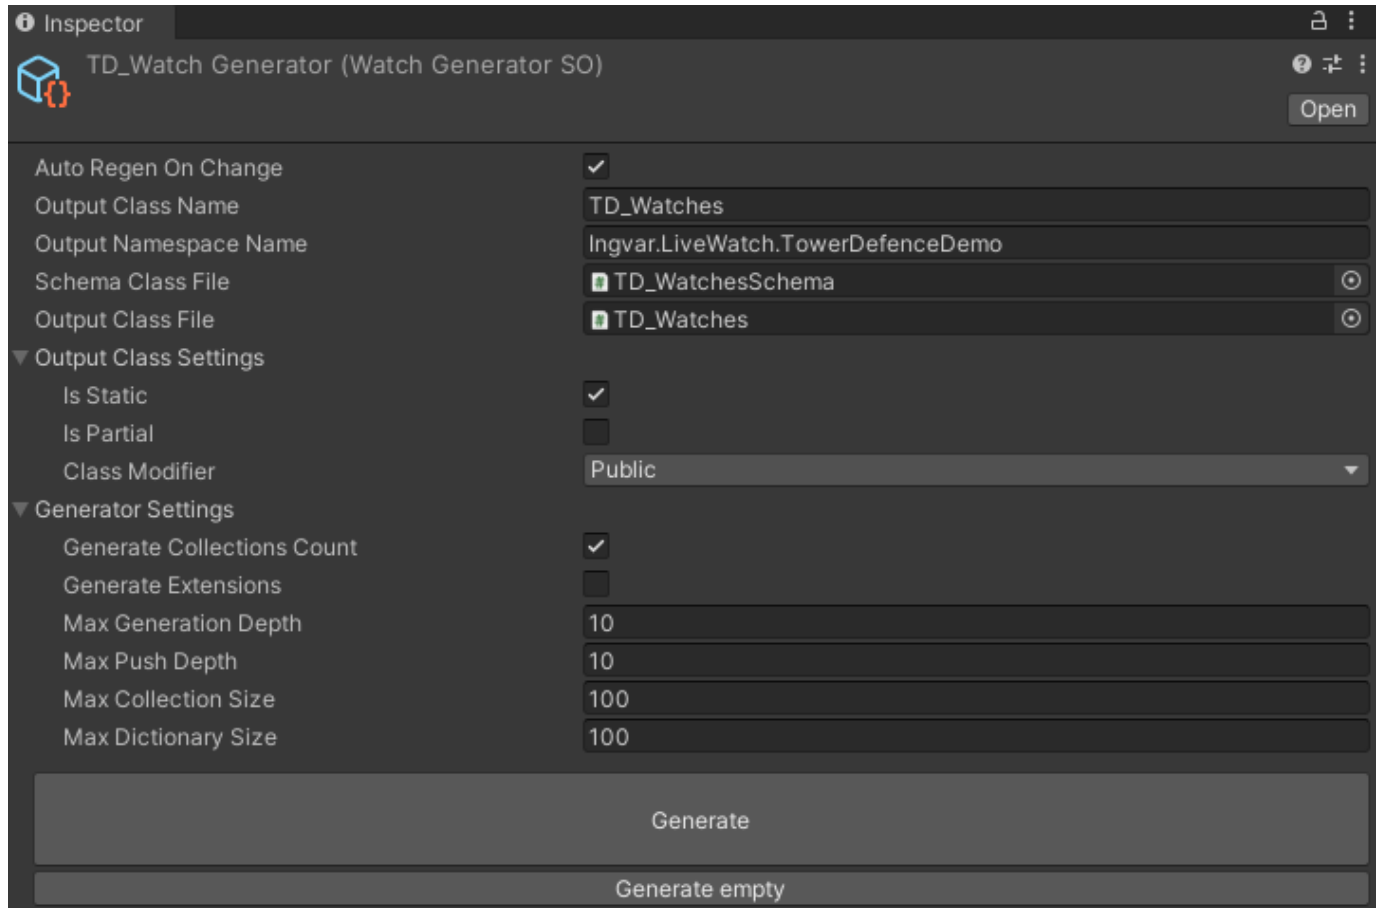 Inspector
TD_Watch Generator (Watch Generator SO)
Open
Auto Regen On Change
Output Class Name TD_Watches
Output Namespace Name Ingvar.LiveWatch.TowerDefenceDemo
Schema Class File TD_WatchesSchema
Output Class File TD_Watches
Output Class Settings
Is Static
Is Partial
Class Modifier Public
Generator Settings
Generate Collections Count
Generate Extensions
Max Generation Depth 10
Max Push Depth 10
Max Collection Size 100
Max Dictionary Size 100
Generate
Generate empty